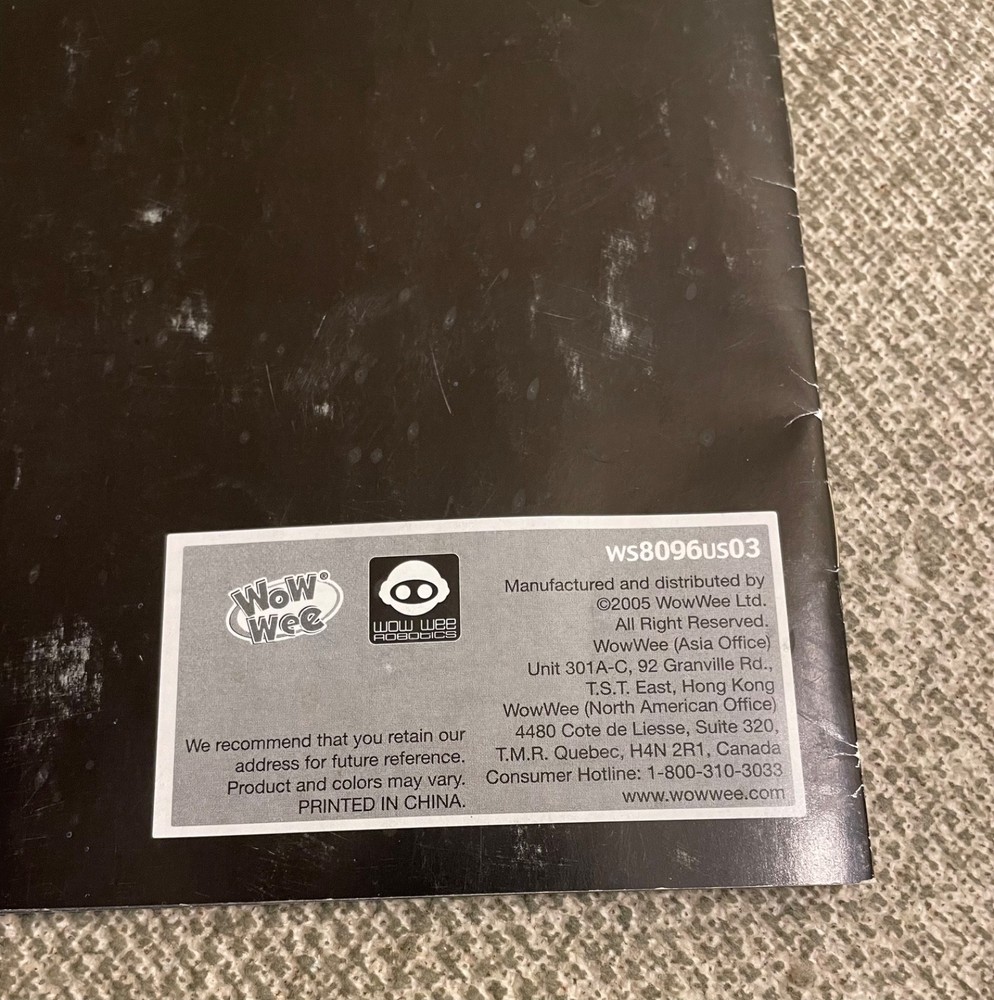 WOW
Wee®
WOW WEE
ROBOTICS
WS8096US03
Manufactured and distributed by
©2005 WowWee Ltd.
All Right Reserved.
WowWee (Asia Office)
Unit 301A-C, 92 Granville Rd.,
T.S.T. East, Hong Kong
WowWee (North American Office)
4480 Cote de Liesse, Suite 320,
T.M.R. Quebec, H4N 2R1, Canada
Consumer Hotline: 1-800-310-3033
www.wowwee.com
We recommend that you retain our
address for future reference.
Product and colors may vary.
PRINTED IN CHINA.